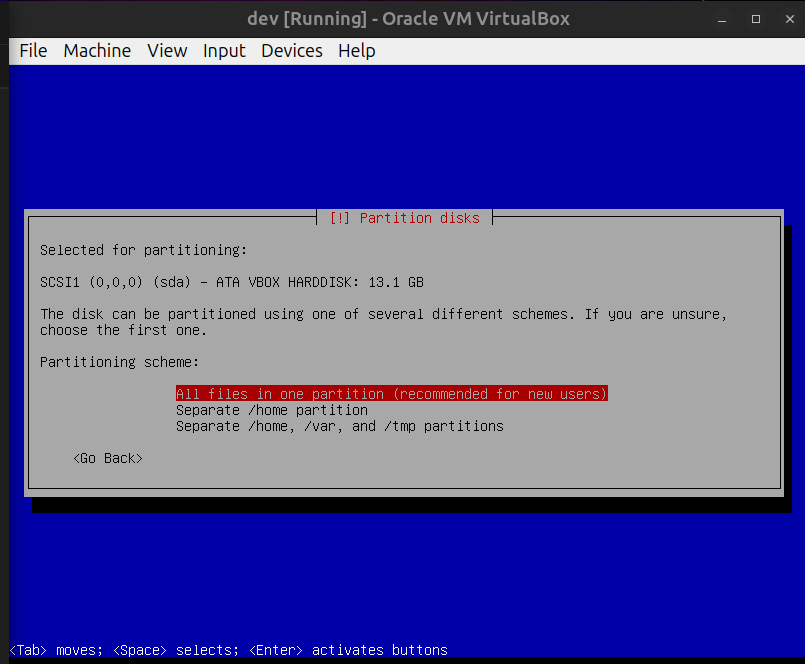 dev [Running] - Oracle VM VirtualBox
File Machine View Input Devices Help
[!] Partition disks
Selected for partitioning:
SCSI1 (0,0,0) (sda) - ATA VBOX HARDDISK: 13.1 GB
The disk can be partitioned using one of several different schemes. If you are unsure,
choose the first one.
Partitioning scheme:
All files in one partition (recommended for new users)
Separate /home partition
Separate /home, /var, and /tmp partitions
<Go Back>
<Tab> moves; <Space> selects; <Enter> activates buttons